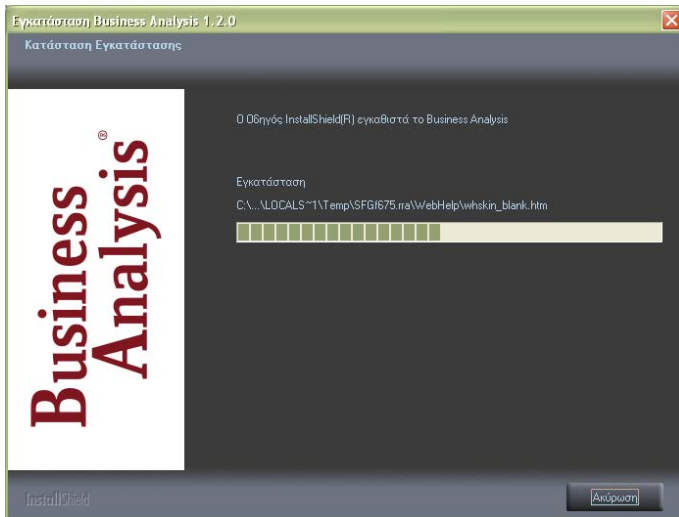 Εγκατάσταση Business Analysis 1.2.0
Κατάσταση Εγκατάστασης
Ο Οδηγός InstallShield(R) εγκαθιστά το Business Analysis
Εγκατάσταση
C:\...\LOCALS~1\Temp\SFGf675.rra\WebHelp\whskin_blank.htm
Business
Analysis®
InstallShield
Ακύρωση